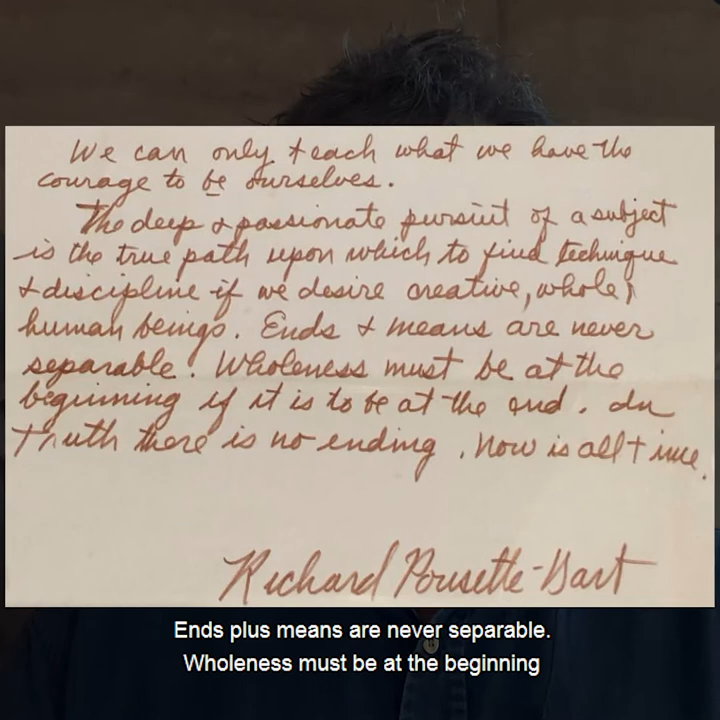 We can only teach what we have the
courage to be ourselves.
The deep & passionate pursuit of a subject
is the true path upon which to find technique
& discipline if we desire creative, whole,
human beings. Ends & means are never
separable. Wholeness must be at the
beginning if it is to be at the end. In
truth there is no ending. Now is all time.
Richard Pousette-Dart
Ends plus means are never separable.
Wholeness must be at the beginning